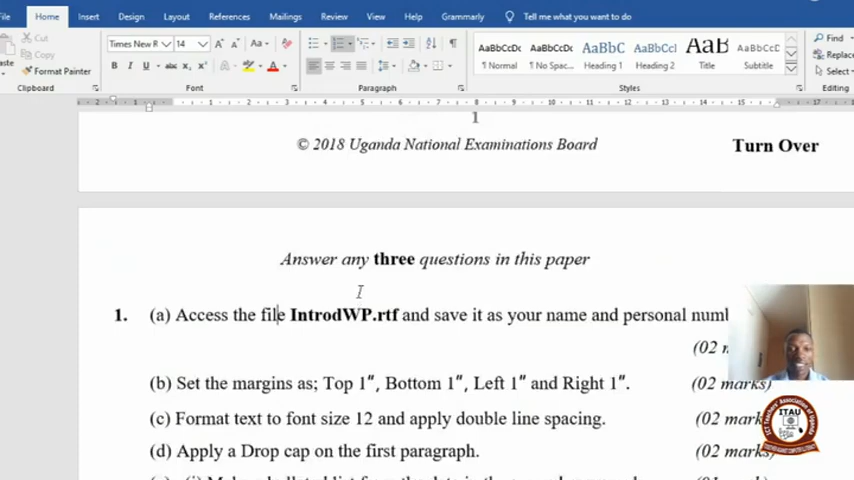 File Home Insert Design Layout References Mailings Review View Help Grammarly Tell me what you want to do
Cut
Copy
Format Painter
Clipboard
Times New R 14
Font
Paragraph
AaBbCcDc AaBbCcDc AaBbC AaBbCcI AaB AaBbCcD
¶ Normal ¶ No Spac... Heading 1 Heading 2 Title Subtitle
Styles
Find
Replace
Select
Editing
1
© 2018 Uganda National Examinations Board Turn Over
Answer any three questions in this paper
1. (a) Access the file IntrodWP.rtf and save it as your name and personal numb
(02 m
(b) Set the margins as; Top 1", Bottom 1", Left 1" and Right 1". (02 marks)
(c) Format text to font size 12 and apply double line spacing. (02 mark
(d) Apply a Drop cap on the first paragraph. (02 marks)
ITAU